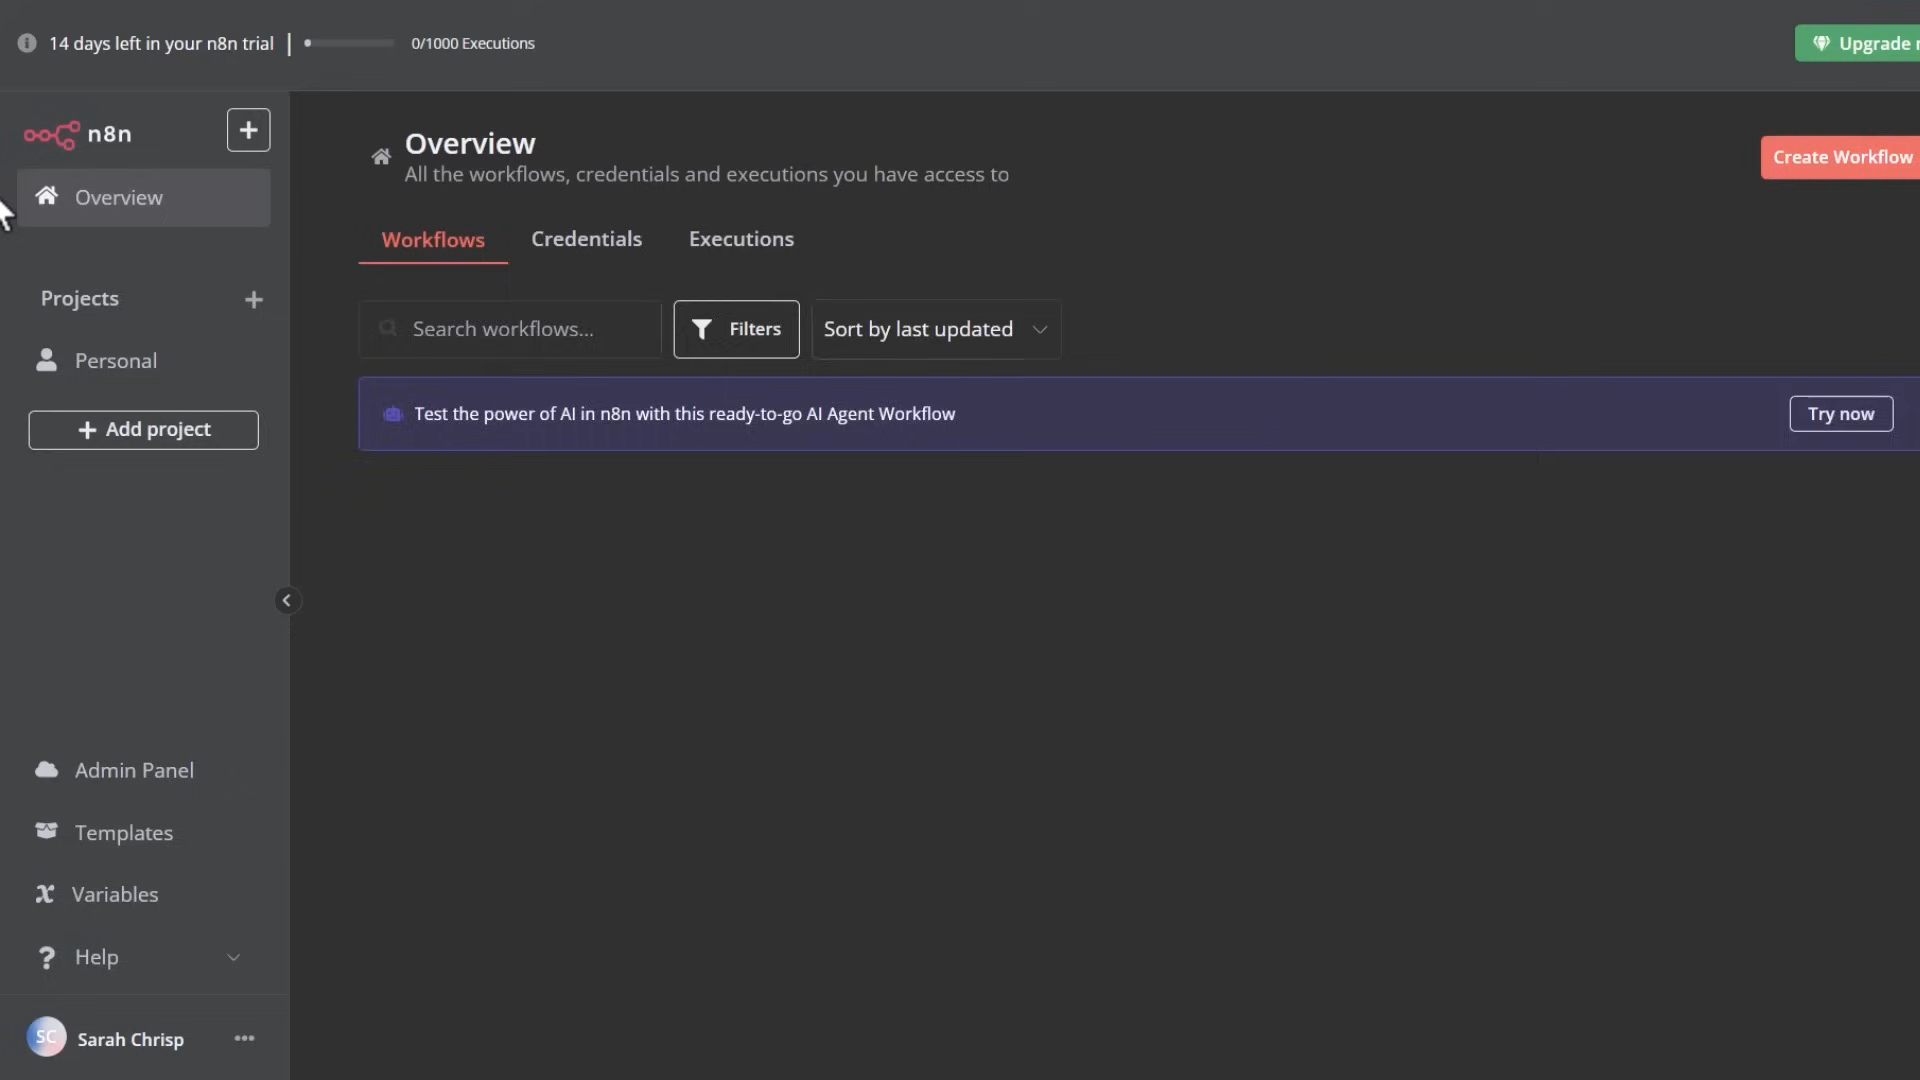 14 days left in your n8n trial
0/1000 Executions
Upgrade
n8n
Overview
Projects
Personal
Add project
Admin Panel
Templates
Variables
Help
SC
Sarah Chrisp
Overview
All the workflows, credentials and executions you have access to
Create Workflow
Workflows Credentials Executions
Search workflows...
Filters
Sort by last updated
Test the power of AI in n8n with this ready-to-go AI Agent Workflow
Try now